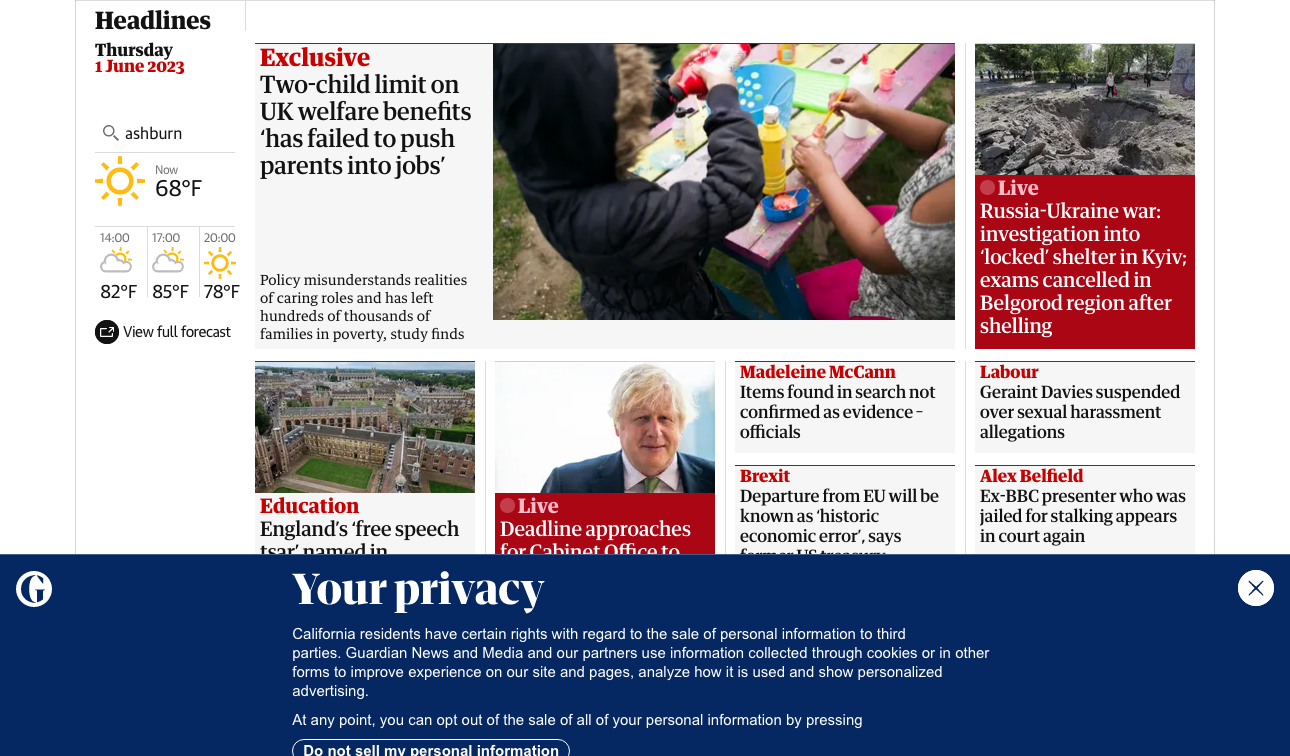 Headlines
Thursday
1 June 2023
ashburn
Now
68°F
14:00
17:00
20:00
82°F
85°F
78°F
View full forecast
Exclusive
Two-child limit on
UK welfare benefits
‘has failed to push
parents into jobs’
Policy misunderstands realities
of caring roles and has left
hundreds of thousands of
families in poverty, study finds
Live
Russia-Ukraine war:
investigation into
‘locked’ shelter in Kyiv;
exams cancelled in
Belgorod region after
shelling
Education
England’s ‘free speech
tsar’ named in
Live
Deadline approaches
for Cabinet Office to
Madeleine McCann
Items found in search not
confirmed as evidence –
officials
Brexit
Departure from EU will be
known as ‘historic
economic error’, says
former US treasury
Labour
Geraint Davies suspended
over sexual harassment
allegations
Alex Belfield
Ex-BBC presenter who was
jailed for stalking appears
in court again
G
Your privacy
California residents have certain rights with regard to the sale of personal information to third
parties. Guardian News and Media and our partners use information collected through cookies or in other
forms to improve experience on our site and pages, analyze how it is used and show personalized
advertising.
At any point, you can opt out of the sale of all of your personal information by pressing
Do not sell my personal information